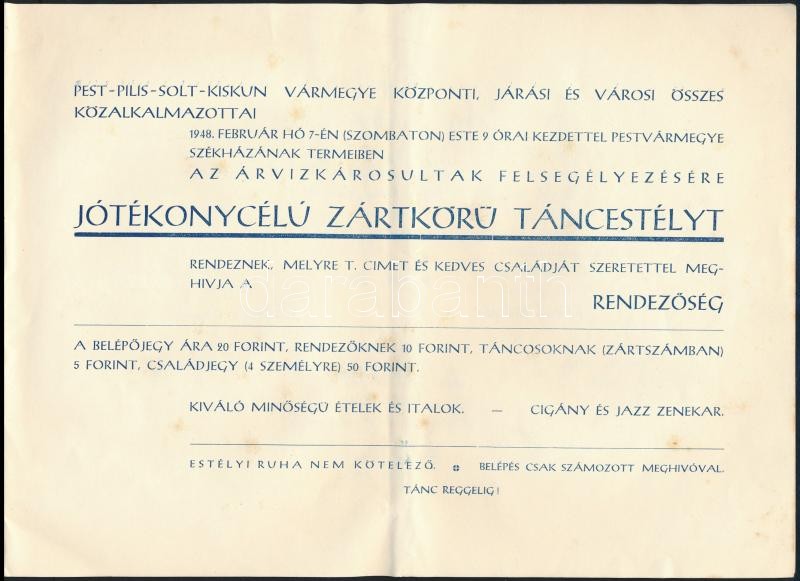 PEST-PILIS-SOLT-KISKUN VÁRMEGYE KÖZPONTI, JÁRÁSI ÉS VÁROSI ÖSSZES
KÖZALKALMAZOTTAI
1948. FEBRUÁR HÓ 7-ÉN (SZOMBATON) ESTE 9 ÓRAI KEZDETTEL PESTVÁRMEGYE
SZÉKHÁZÁNAK TERMEIBEN
AZ ÁRVIZKÁROSULTAK FELSEGÉLYEZÉSÉRE
JÓTÉKONYCÉLÚ ZÁRTKÖRÜ TÁNCESTÉLYT
RENDEZNEK, MELYRE T. CIMET ÉS KEDVES CSALÁDJÁT SZERETETTEL MEG-
HIVJA A
darabanth
RENDEZŐSÉG
A BELÉPŐJEGY ÁRA 20 FORINT, RENDEZŐKNEK 10 FORINT, TÁNCOSOKNAK (ZÁRTSZÁMBAN)
5 FORINT, CSALÁDJEGY (4 SZEMÉLYRE) 50 FORINT.
KIVÁLÓ MINŐSÉGÜ ÉTELEK ÉS ITALOK. — CIGÁNY ÉS JAZZ ZENEKAR.
ESTÉLYI RUHA NEM KÖTELEZŐ. BELÉPÉS CSAK SZÁMOZOTT MEGHIVÓVAL.
TÁNC REGGELIG!